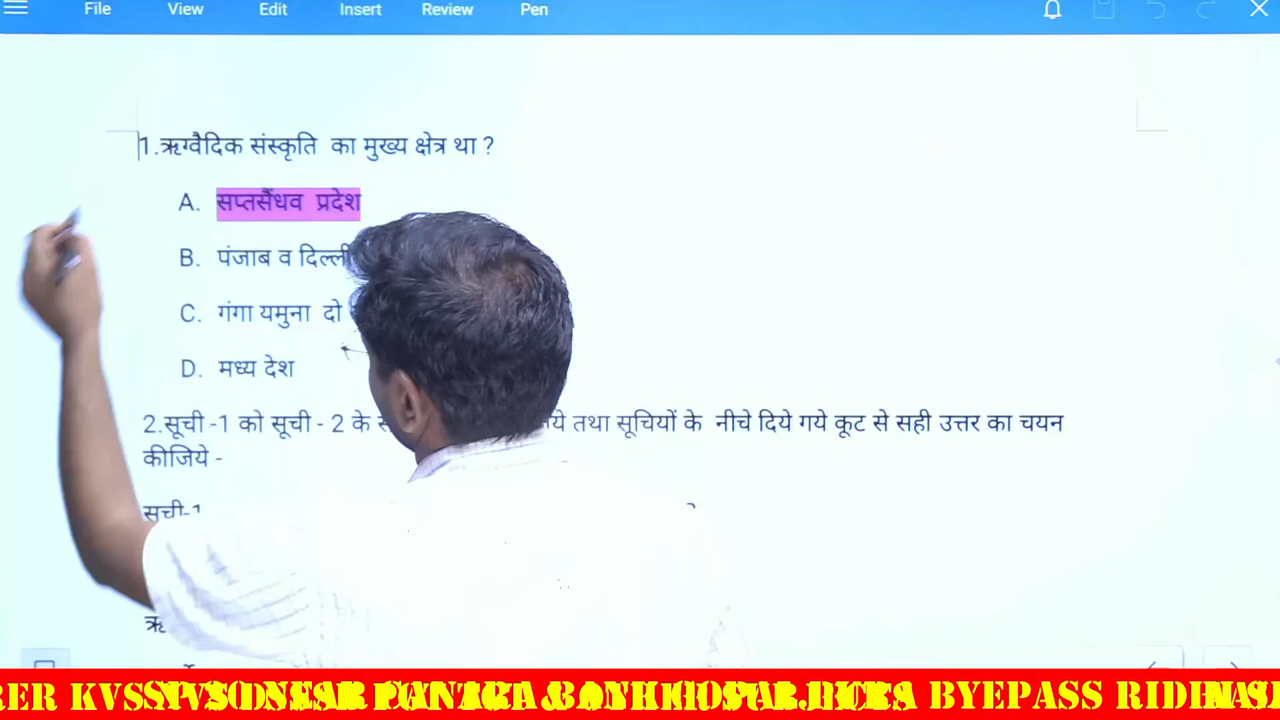 File View Edit Insert Review Pen
1.ऋग्वैदिक संस्कृति का मुख्य क्षेत्र था ?
A. सप्तसैंधव प्रदेश
B. पंजाब व दिल्ली
C. गंगा यमुना दो
D. मध्य देश
2.सूची -1 को सूची - 2 के तथा सूचियों के नीचे दिये गये कूट से सही उत्तर का चयन
कीजिये -
सूची-1
BYEPASS